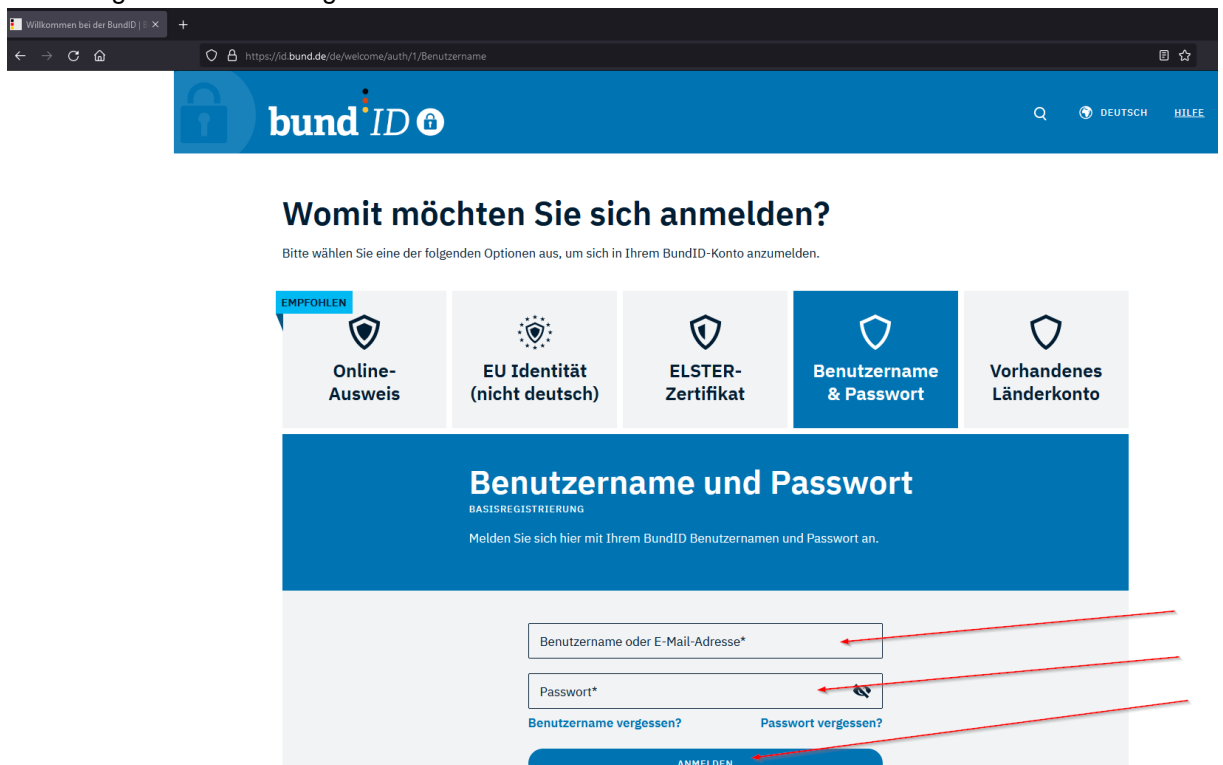 Willkommen bei der BundID |
https://id.bund.de/de/welcome/auth/1/Benutzername
bund ID
DEUTSCH
HILFE
Womit möchten Sie sich anmelden?
Bitte wählen Sie eine der folgenden Optionen aus, um sich in Ihrem BundID-Konto anzumelden.
EMPFOHLEN
Online-
Ausweis
EU Identität
(nicht deutsch)
ELSTER-
Zertifikat
Benutzername
& Passwort
Vorhandenes
Länderkonto
Benutzername und Passwort
BASISREGISTRIERUNG
Melden Sie sich hier mit Ihrem BundID Benutzernamen und Passwort an.
Benutzername oder E-Mail-Adresse*
Passwort*
Benutzername vergessen? Passwort vergessen?
ANMELDEN